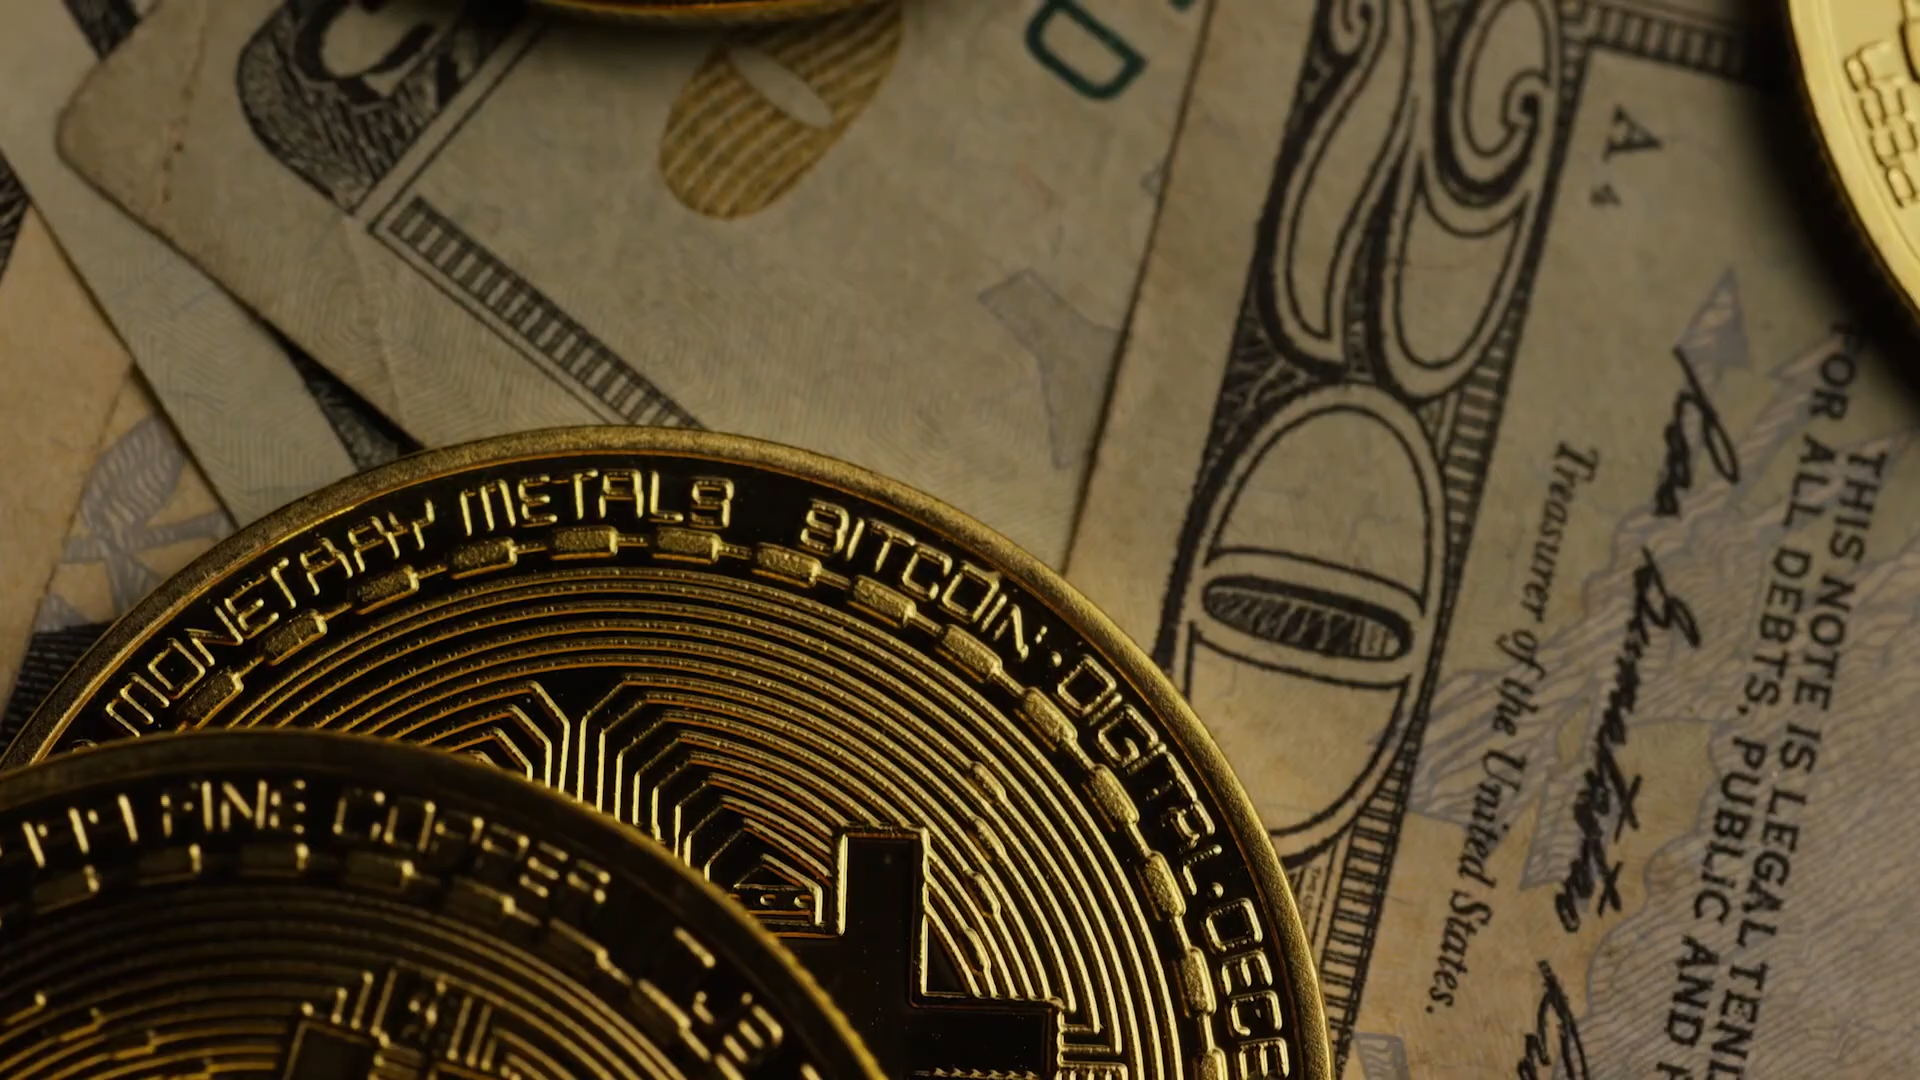 MONETARY METALS BITCOIN · DIGITAL · DECE
FINE COPPER
A
THIS NOTE IS LEGAL TEN
FOR ALL DEBTS, PUBLIC AND
Treasurer of the United States.